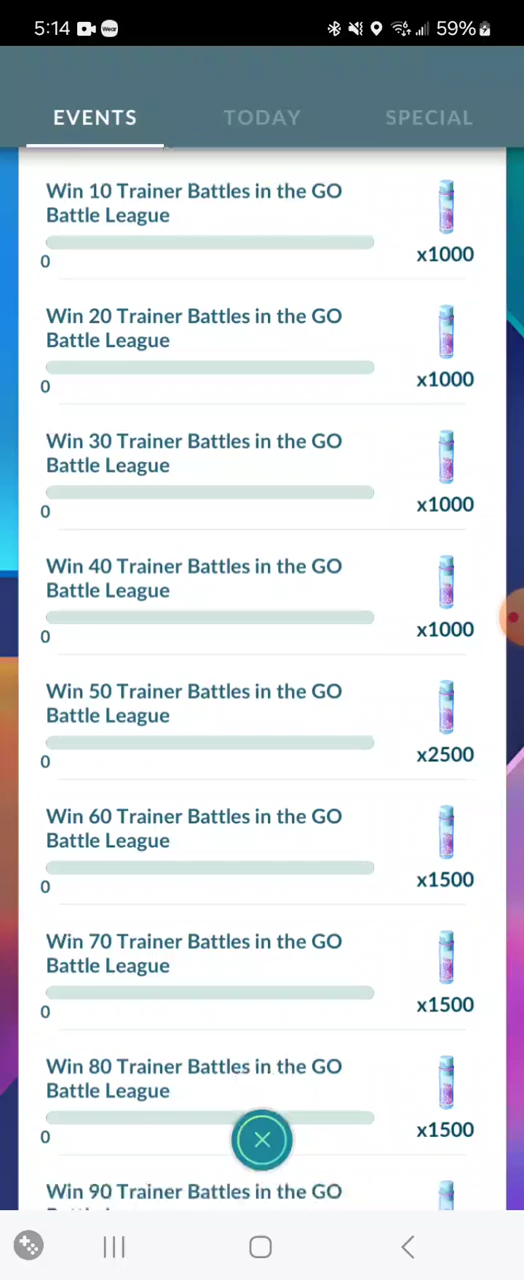 5:14 Wear 59%
EVENTS TODAY SPECIAL
Win 10 Trainer Battles in the GO
Battle League
0
x1000
Win 20 Trainer Battles in the GO
Battle League
0
x1000
Win 30 Trainer Battles in the GO
Battle League
0
x1000
Win 40 Trainer Battles in the GO
Battle League
0
x1000
Win 50 Trainer Battles in the GO
Battle League
0
x2500
Win 60 Trainer Battles in the GO
Battle League
0
x1500
Win 70 Trainer Battles in the GO
Battle League
0
x1500
Win 80 Trainer Battles in the GO
Battle League
0
x1500
Win 90 Trainer Battles in the GO